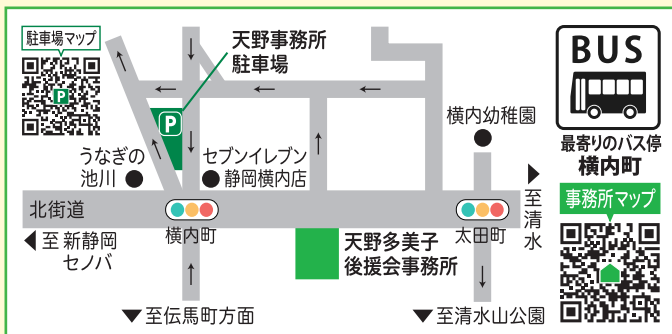 駐車場マップ
P
天野事務所
駐車場
BUS
最寄りのバス停
横内町
P
横内幼稚園
うなぎの
池川
セブンイレブン
静岡横内店
至清水
事務所マップ
北街道
横内町
太田町
至 新静岡
セノバ
天野多美子
後援会事務所
至伝馬町方面
至清水山公園